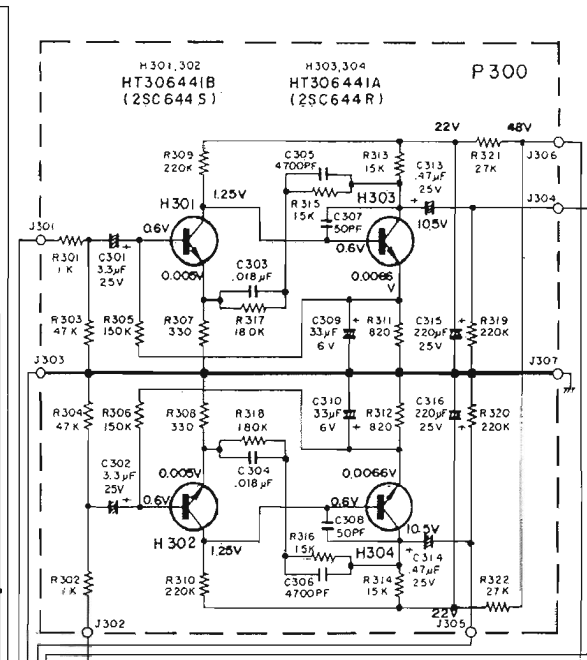 H301,302
HT306441B
(2SC644S)
H303,304
HT306441A
(2SC644R)
P300
22V
48V
R309
220K
C305
4700PF
R313
15K
C313
.47μF
25V
R321
27K
J306
H301
1.25V
R315
15K
C307
50PF
H303
10.5V
J304
J301
0.6V
0.6V
R301
1K
C301
3.3μF
25V
0.005V
C303
.018μF
0.0066
V
R303
47K
R305
150K
R307
330
R317
180K
C309
33μF
6V
R311
820
C315
220μF
25V
R319
220K
J303
J307
R304
47K
R306
150K
R308
330
R318
180K
C310
33μF
6V
R312
820
C316
220μF
25V
R320
220K
C302
3.3μF
25V
0.005V
C304
.018μF
0.0066V
0.6V
0.6V
C308
50PF
10.5V
H302
1.25V
R316
15K
H304
C314
.47μF
25V
R302
1K
R310
220K
C306
4700PF
R314
15K
R322
27K
22V
J302
J305